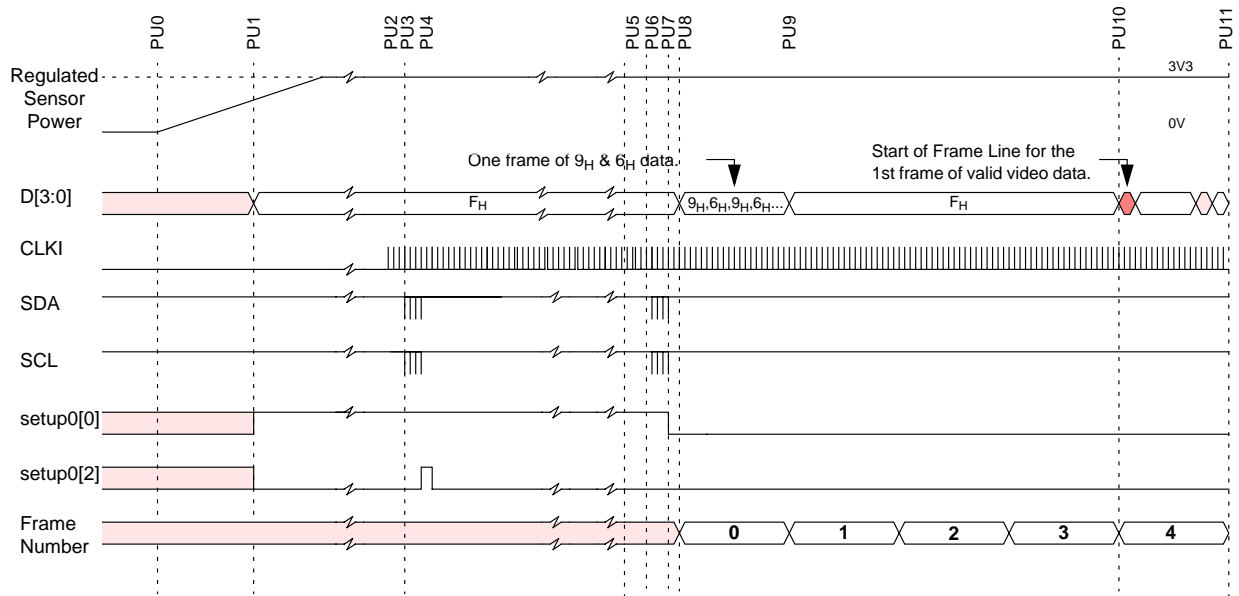 PU0
PU1
PU2
PU3
PU4
PU5
PU6
PU7
PU8
PU9
PU10
PU11
Regulated
Sensor
Power
3V3
0V
One frame of 9H & 6H data.
Start of Frame Line for the
1st frame of valid video data.
D[3:0]
FH
9H,6H,9H,6H...
FH
CLKI
SDA
SCL
setup0[0]
setup0[2]
Frame
Number
0
1
2
3
4